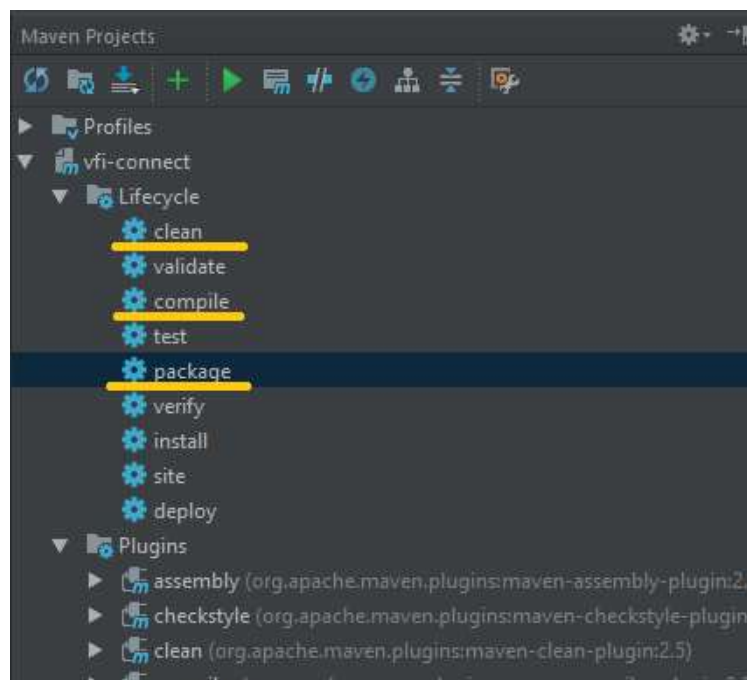 Maven Projects
Profiles
vfi-connect
Lifecycle
clean
validate
compile
test
package
verify
install
site
deploy
Plugins
assembly (org.apache.maven.plugins:maven-assembly-plugin:2.
checkstyle (org.apache.maven.plugins:maven-checkstyle-plugin
clean (org.apache.maven.plugins:maven-clean-plugin:2.5)